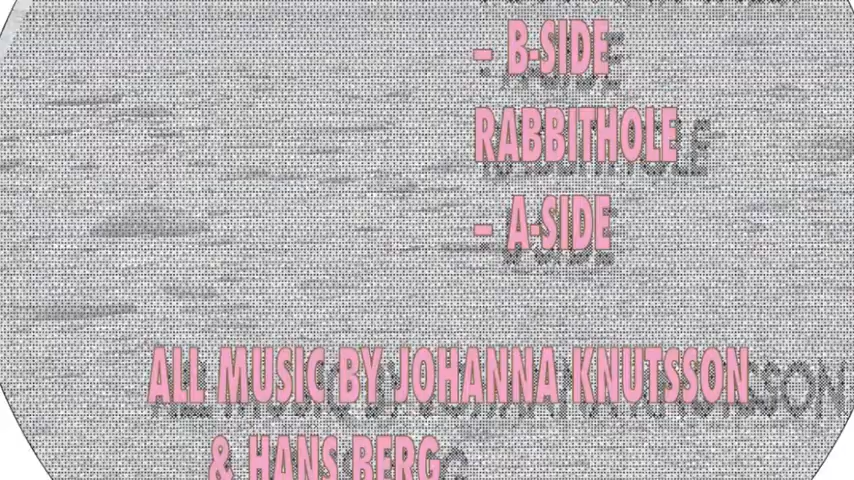 – B-SIDE
RABBITHOLE
– A-SIDE
ALL MUSIC BY JOHANNA KNUTSSON
& HANS BERG